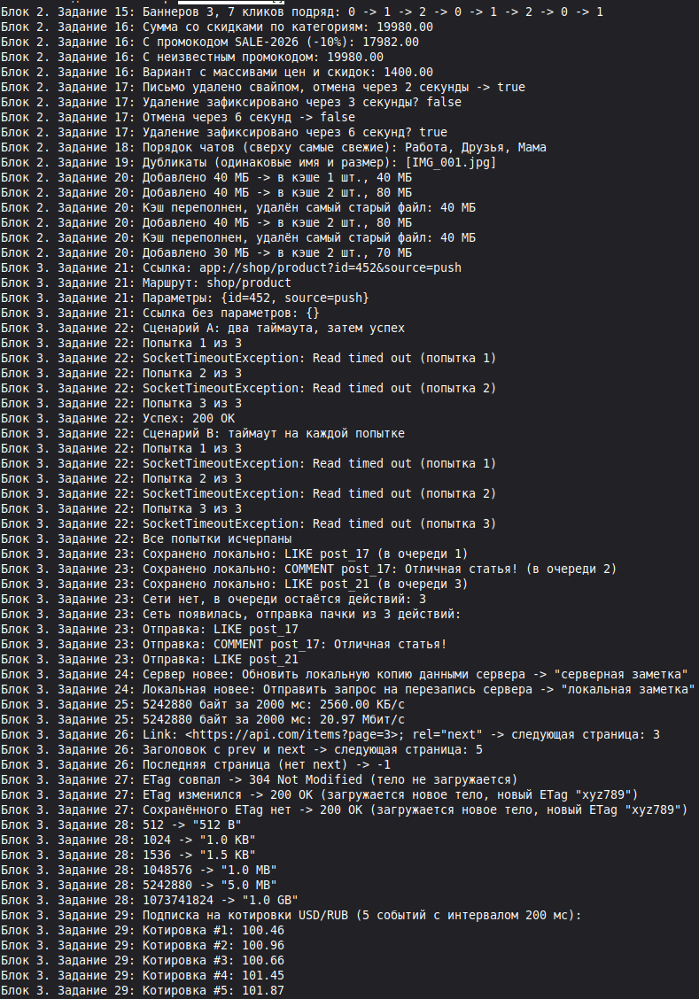 Блок 2. Задание 15: Баннеров 3, 7 кликов подряд: 0 -> 1 -> 2 -> 0 -> 1 -> 2 -> 0 -> 1
Блок 2. Задание 16: Сумма со скидками по категориям: 19980.00
Блок 2. Задание 16: С промокодом SALE-2026 (-10%): 17982.00
Блок 2. Задание 16: С неизвестным промокодом: 19980.00
Блок 2. Задание 16: Вариант с массивами цен и скидок: 1400.00
Блок 2. Задание 17: Письмо удалено свайпом, отмена через 2 секунды -> true
Блок 2. Задание 17: Удаление зафиксировано через 3 секунды? false
Блок 2. Задание 17: Отмена через 6 секунд -> false
Блок 2. Задание 17: Удаление зафиксировано через 6 секунд? true
Блок 2. Задание 18: Порядок чатов (сверху самые свежие): Работа, Друзья, Мама
Блок 2. Задание 19: Дубликаты (одинаковые имя и размер): [IMG_001.jpg]
Блок 2. Задание 20: Добавлено 40 МБ -> в кэше 1 шт., 40 МБ
Блок 2. Задание 20: Добавлено 40 МБ -> в кэше 2 шт., 80 МБ
Блок 2. Задание 20: Кэш переполнен, удалён самый старый файл: 40 МБ
Блок 2. Задание 20: Добавлено 40 МБ -> в кэше 2 шт., 80 МБ
Блок 2. Задание 20: Кэш переполнен, удалён самый старый файл: 40 МБ
Блок 2. Задание 20: Добавлено 30 МБ -> в кэше 2 шт., 70 МБ
Блок 3. Задание 21: Ссылка: app://shop/product?id=452&source=push
Блок 3. Задание 21: Маршрут: shop/product
Блок 3. Задание 21: Параметры: {id=452, source=push}
Блок 3. Задание 21: Ссылка без параметров: {}
Блок 3. Задание 22: Сценарий А: два таймаута, затем успех
Блок 3. Задание 22: Попытка 1 из 3
Блок 3. Задание 22: SocketTimeoutException: Read timed out (попытка 1)
Блок 3. Задание 22: Попытка 2 из 3
Блок 3. Задание 22: SocketTimeoutException: Read timed out (попытка 2)
Блок 3. Задание 22: Попытка 3 из 3
Блок 3. Задание 22: Успех: 200 OK
Блок 3. Задание 22: Сценарий B: таймаут на каждой попытке
Блок 3. Задание 22: Попытка 1 из 3
Блок 3. Задание 22: SocketTimeoutException: Read timed out (попытка 1)
Блок 3. Задание 22: Попытка 2 из 3
Блок 3. Задание 22: SocketTimeoutException: Read timed out (попытка 2)
Блок 3. Задание 22: Попытка 3 из 3
Блок 3. Задание 22: SocketTimeoutException: Read timed out (попытка 3)
Блок 3. Задание 22: Все попытки исчерпаны
Блок 3. Задание 23: Сохранено локально: LIKE post_17 (в очереди 1)
Блок 3. Задание 23: Сохранено локально: COMMENT post_17: Отличная статья! (в очереди 2)
Блок 3. Задание 23: Сохранено локально: LIKE post_21 (в очереди 3)
Блок 3. Задание 23: Сети нет, в очереди остаётся действий: 3
Блок 3. Задание 23: Сеть появилась, отправка пачки из 3 действий:
Блок 3. Задание 23: Отправка: LIKE post_17
Блок 3. Задание 23: Отправка: COMMENT post_17: Отличная статья!
Блок 3. Задание 23: Отправка: LIKE post_21
Блок 3. Задание 24: Сервер новее: Обновить локальную копию данными сервера -> "серверная заметка"
Блок 3. Задание 24: Локальная новее: Отправить запрос на перезапись сервера -> "локальная заметка"
Блок 3. Задание 25: 5242880 байт за 2000 мс: 2560.00 КБ/с
Блок 3. Задание 25: 5242880 байт за 2000 мс: 20.97 Мбит/с
Блок 3. Задание 26: Link: <https://api.com/items?page=3>; rel="next" -> следующая страница: 3
Блок 3. Задание 26: Заголовок с prev и next -> следующая страница: 5
Блок 3. Задание 26: Последняя страница (нет next) -> -1
Блок 3. Задание 27: ETag совпал -> 304 Not Modified (тело не загружается)
Блок 3. Задание 27: ETag изменился -> 200 OK (загружается новое тело, новый ETag "xyz789")
Блок 3. Задание 27: Сохранённого ETag нет -> 200 OK (загружается новое тело, новый ETag "xyz789")
Блок 3. Задание 28: 512 -> "512 B"
Блок 3. Задание 28: 1024 -> "1.0 KB"
Блок 3. Задание 28: 1536 -> "1.5 KB"
Блок 3. Задание 28: 1048576 -> "1.0 MB"
Блок 3. Задание 28: 5242880 -> "5.0 MB"
Блок 3. Задание 28: 1073741824 -> "1.0 GB"
Блок 3. Задание 29: Подписка на котировки USD/RUB (5 событий с интервалом 200 мс):
Блок 3. Задание 29: Котировка #1: 100.46
Блок 3. Задание 29: Котировка #2: 100.96
Блок 3. Задание 29: Котировка #3: 100.66
Блок 3. Задание 29: Котировка #4: 101.45
Блок 3. Задание 29: Котировка #5: 101.87